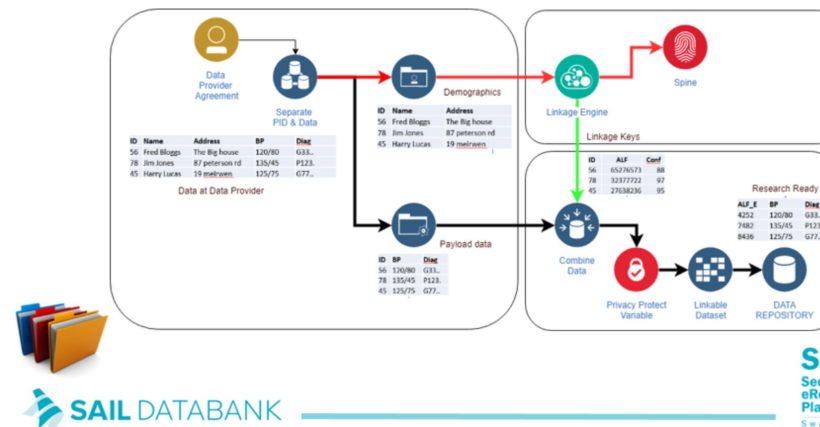 Data
Provider
Agreement
Separate
PID & Data
Demographics
Linkage Engine
Spine
Linkage Keys
ID Name Address
56 Fred Bloggs The Big house
78 Jim Jones 87 peterson rd
45 Harry Lucas 19 melrwen
ID Name Address BP Diag
56 Fred Bloggs The Big house 120/80 G33..
78 Jim Jones 87 peterson rd 135/45 P123.
45 Harry Lucas 19 melrwen 125/75 G77..
Data at Data Provider
ID ALF Conf
56 65276573 88
78 32377722 97
45 27638236 95
Research Ready
ALF_E BP Diag
4252 120/80 G33..
7482 135/45 P123
8436 125/75 G77..
Payload data
ID BP Diag
56 120/80 G33..
78 135/45 P123.
45 125/75 G77..
Combine
Data
Privacy Protect
Variable
Linkable
Dataset
DATA
REPOSITORY
SAIL DATABANK